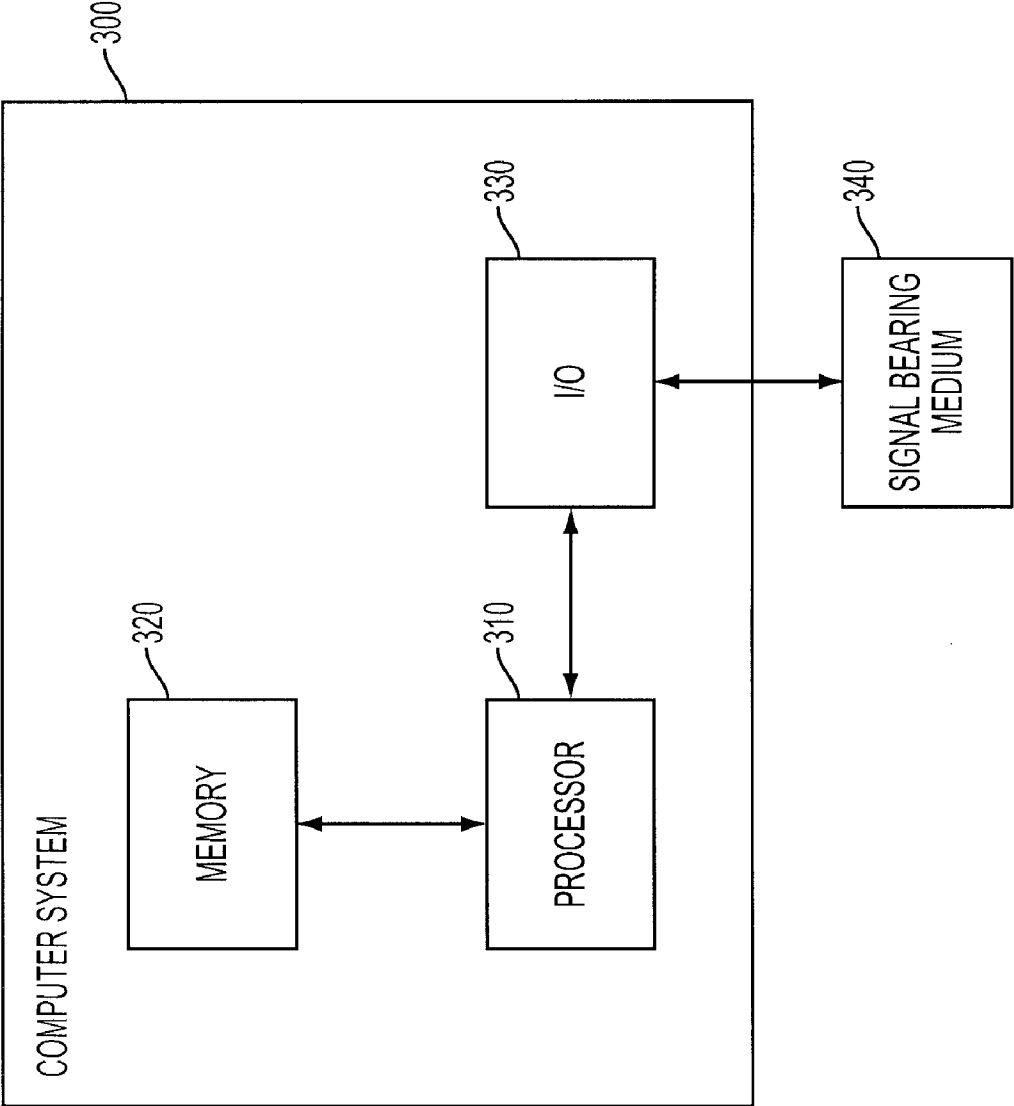 COMPUTER SYSTEM
300
MEMORY
320
PROCESSOR
310
I/O
330
SIGNAL BEARING
MEDIUM
340